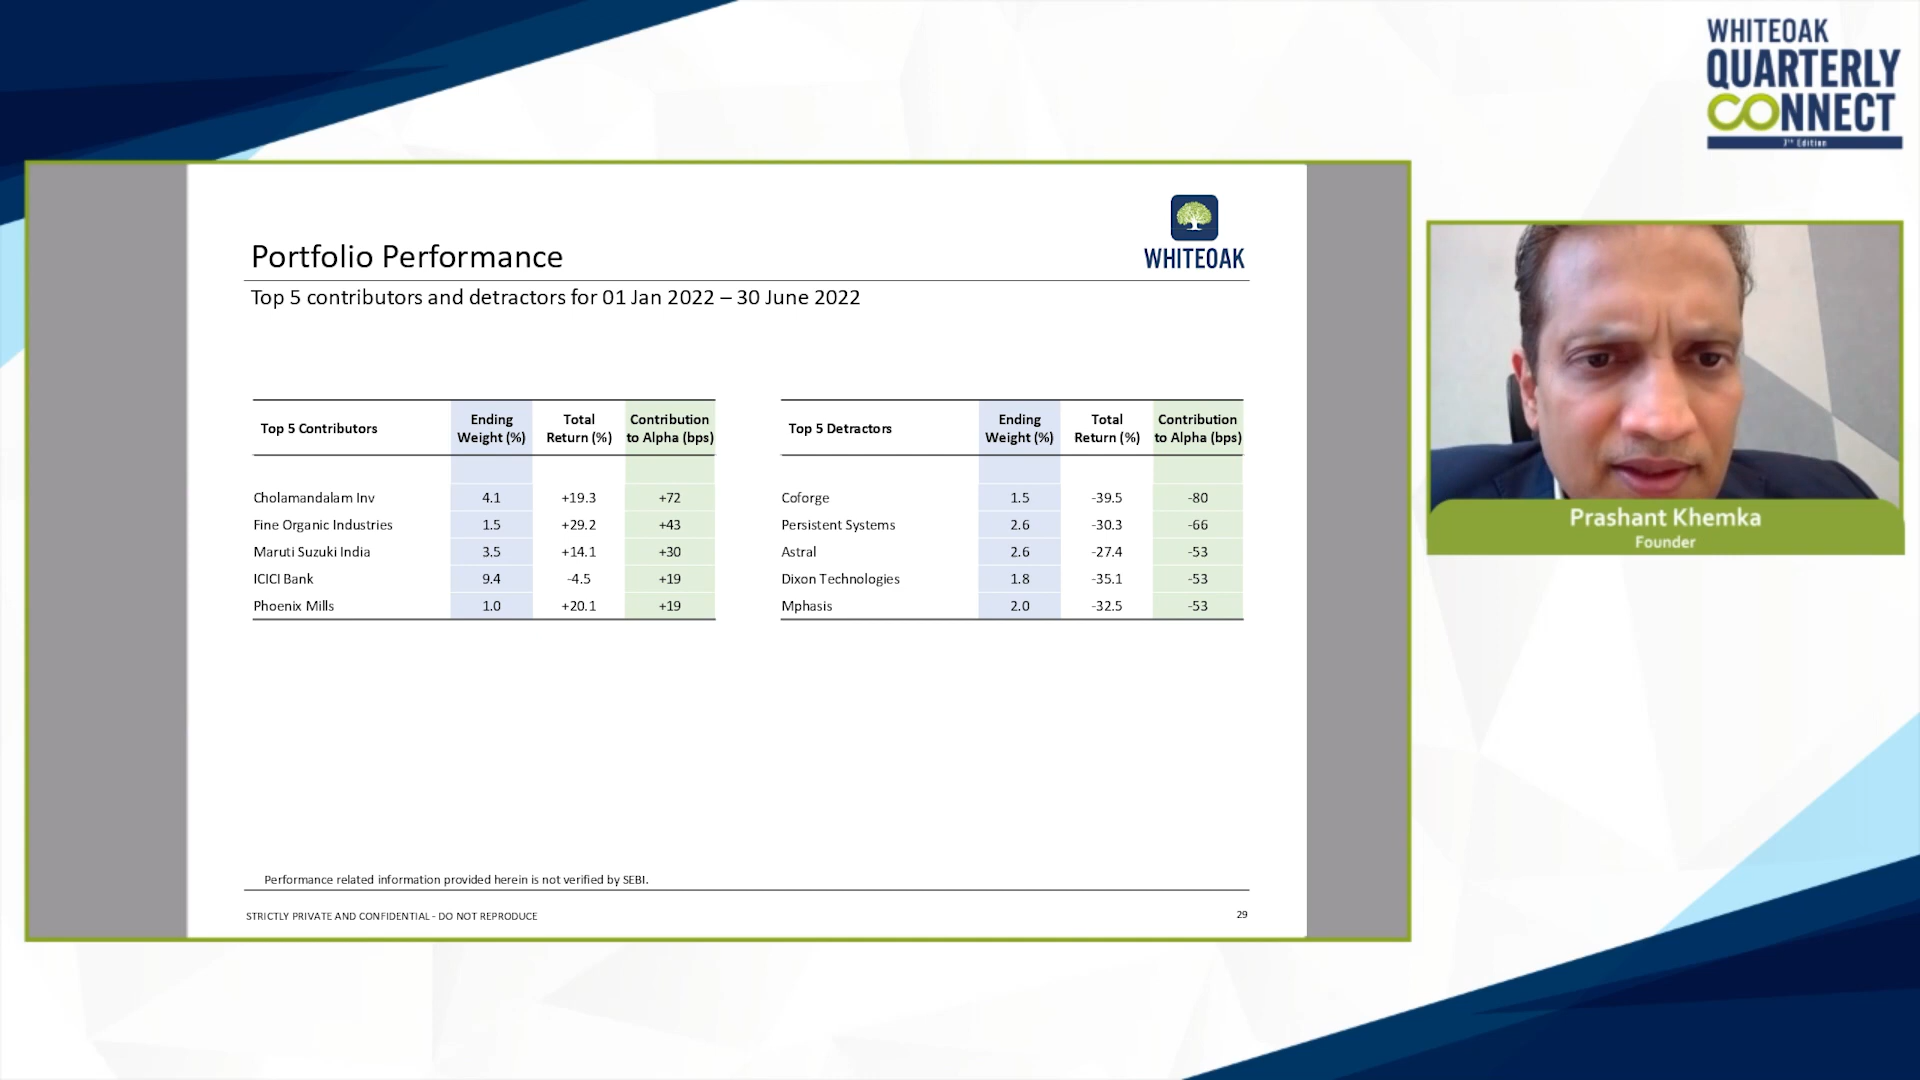 WHITEOAK
QUARTERLY
CONNECT
7th Edition
WHITEOAK
Portfolio Performance
Top 5 contributors and detractors for 01 Jan 2022 – 30 June 2022
Top 5 Contributors Ending Weight (%) Total Return (%) Contribution to Alpha (bps)
Cholamandalam Inv 4.1 +19.3 +72
Fine Organic Industries 1.5 +29.2 +43
Maruti Suzuki India 3.5 +14.1 +30
ICICI Bank 9.4 -4.5 +19
Phoenix Mills 1.0 +20.1 +19
Top 5 Detractors Ending Weight (%) Total Return (%) Contribution to Alpha (bps)
Coforge 1.5 -39.5 -80
Persistent Systems 2.6 -30.3 -66
Astral 2.6 -27.4 -53
Dixon Technologies 1.8 -35.1 -53
Mphasis 2.0 -32.5 -53
Performance related information provided herein is not verified by SEBI.
STRICTLY PRIVATE AND CONFIDENTIAL - DO NOT REPRODUCE
29
Prashant Khemka
Founder